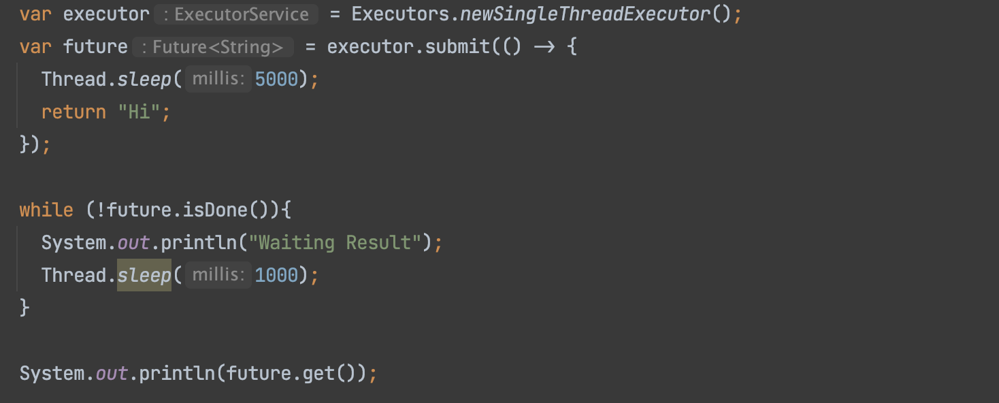 var executor : ExecutorService = Executors.newSingleThreadExecutor();
var future : Future<String> = executor.submit(() -> {
Thread.sleep( millis: 5000);
return "Hi";
});
while (!future.isDone()){
System.out.println("Waiting Result");
Thread.sleep( millis: 1000);
}
System.out.println(future.get());